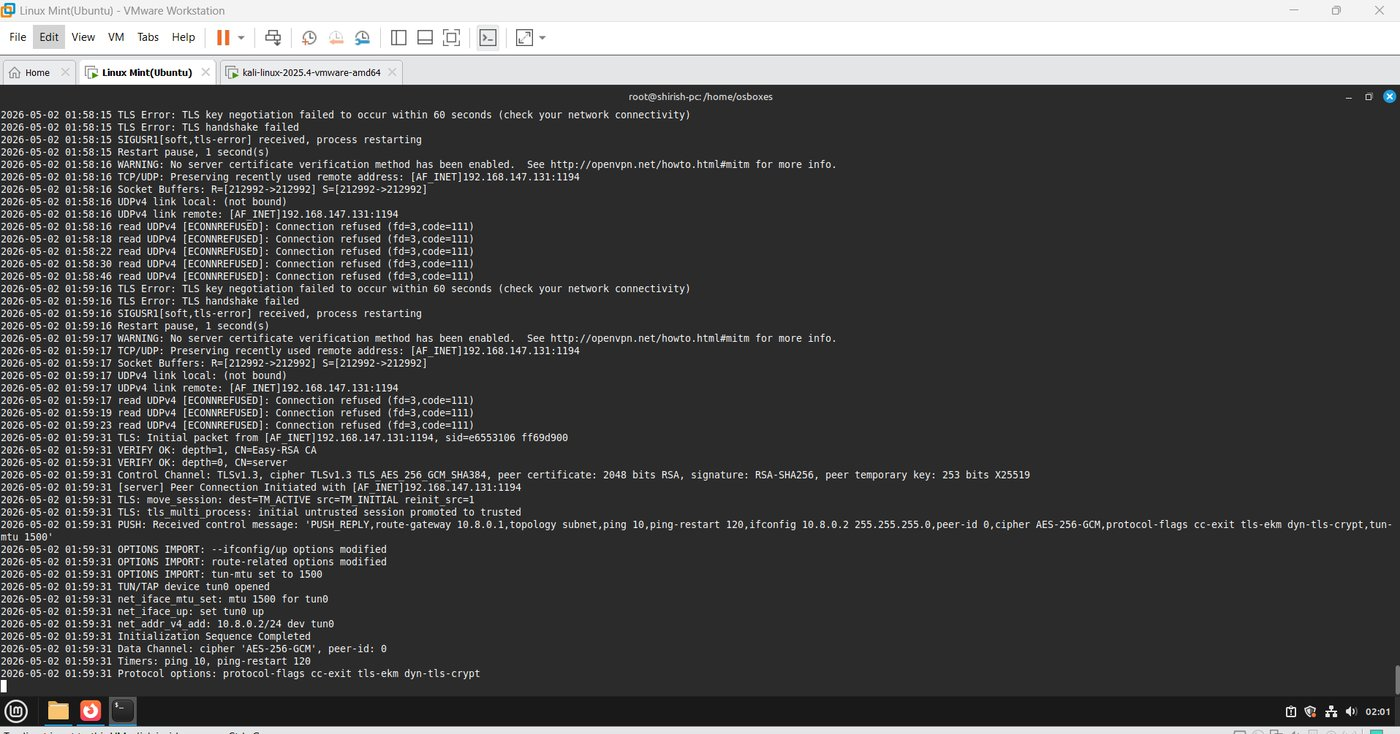 Linux Mint(Ubuntu) - VMware Workstation
File Edit View VM Tabs Help
Home Linux Mint(Ubuntu) kali-linux-2025.4-vmware-amd64
root@shirish-pc: /home/osboxes
2026-05-02 01:58:15 TLS Error: TLS key negotiation failed to occur within 60 seconds (check your network connectivity)
2026-05-02 01:58:15 TLS Error: TLS handshake failed
2026-05-02 01:58:15 SIGUSR1[soft,tls-error] received, process restarting
2026-05-02 01:58:15 Restart pause, 1 second(s)
2026-05-02 01:58:16 WARNING: No server certificate verification method has been enabled.  See http://openvpn.net/howto.html#mitm for more info.
2026-05-02 01:58:16 TCP/UDP: Preserving recently used remote address: [AF_INET]192.168.147.131:1194
2026-05-02 01:58:16 Socket Buffers: R=[212992->212992] S=[212992->212992]
2026-05-02 01:58:16 UDPv4 link local: (not bound)
2026-05-02 01:58:16 UDPv4 link remote: [AF_INET]192.168.147.131:1194
2026-05-02 01:58:16 read UDPv4 [ECONNREFUSED]: Connection refused (fd=3,code=111)
2026-05-02 01:58:18 read UDPv4 [ECONNREFUSED]: Connection refused (fd=3,code=111)
2026-05-02 01:58:22 read UDPv4 [ECONNREFUSED]: Connection refused (fd=3,code=111)
2026-05-02 01:58:30 read UDPv4 [ECONNREFUSED]: Connection refused (fd=3,code=111)
2026-05-02 01:58:46 read UDPv4 [ECONNREFUSED]: Connection refused (fd=3,code=111)
2026-05-02 01:59:16 TLS Error: TLS key negotiation failed to occur within 60 seconds (check your network connectivity)
2026-05-02 01:59:16 TLS Error: TLS handshake failed
2026-05-02 01:59:16 SIGUSR1[soft,tls-error] received, process restarting
2026-05-02 01:59:16 Restart pause, 1 second(s)
2026-05-02 01:59:17 WARNING: No server certificate verification method has been enabled.  See http://openvpn.net/howto.html#mitm for more info.
2026-05-02 01:59:17 TCP/UDP: Preserving recently used remote address: [AF_INET]192.168.147.131:1194
2026-05-02 01:59:17 Socket Buffers: R=[212992->212992] S=[212992->212992]
2026-05-02 01:59:17 UDPv4 link local: (not bound)
2026-05-02 01:59:17 UDPv4 link remote: [AF_INET]192.168.147.131:1194
2026-05-02 01:59:17 read UDPv4 [ECONNREFUSED]: Connection refused (fd=3,code=111)
2026-05-02 01:59:19 read UDPv4 [ECONNREFUSED]: Connection refused (fd=3,code=111)
2026-05-02 01:59:23 read UDPv4 [ECONNREFUSED]: Connection refused (fd=3,code=111)
2026-05-02 01:59:31 TLS: Initial packet from [AF_INET]192.168.147.131:1194, sid=e6553106 ff69d900
2026-05-02 01:59:31 VERIFY OK: depth=1, CN=Easy-RSA CA
2026-05-02 01:59:31 VERIFY OK: depth=0, CN=server
2026-05-02 01:59:31 Control Channel: TLSv1.3, cipher TLSv1.3 TLS_AES_256_GCM_SHA384, peer certificate: 2048 bits RSA, signature: RSA-SHA256, peer temporary key: 253 bits X25519
2026-05-02 01:59:31 [server] Peer Connection Initiated with [AF_INET]192.168.147.131:1194
2026-05-02 01:59:31 TLS: move_session: dest=TM_ACTIVE src=TM_INITIAL reinit_src=1
2026-05-02 01:59:31 TLS: tls_multi_process: initial untrusted session promoted to trusted
2026-05-02 01:59:31 PUSH: Received control message: 'PUSH_REPLY,route-gateway 10.8.0.1,topology subnet,ping 10,ping-restart 120,ifconfig 10.8.0.2 255.255.255.0,peer-id 0,cipher AES-256-GCM,protocol-flags cc-exit tls-ekm dyn-tls-crypt,tun-
mtu 1500'
2026-05-02 01:59:31 OPTIONS IMPORT: --ifconfig/up options modified
2026-05-02 01:59:31 OPTIONS IMPORT: route-related options modified
2026-05-02 01:59:31 OPTIONS IMPORT: tun-mtu set to 1500
2026-05-02 01:59:31 TUN/TAP device tun0 opened
2026-05-02 01:59:31 net_iface_mtu_set: mtu 1500 for tun0
2026-05-02 01:59:31 net_iface_up: set tun0 up
2026-05-02 01:59:31 net_addr_v4_add: 10.8.0.2/24 dev tun0
2026-05-02 01:59:31 Initialization Sequence Completed
2026-05-02 01:59:31 Data Channel: cipher 'AES-256-GCM', peer-id: 0
2026-05-02 01:59:31 Timers: ping 10, ping-restart 120
2026-05-02 01:59:31 Protocol options: protocol-flags cc-exit tls-ekm dyn-tls-crypt
02:01